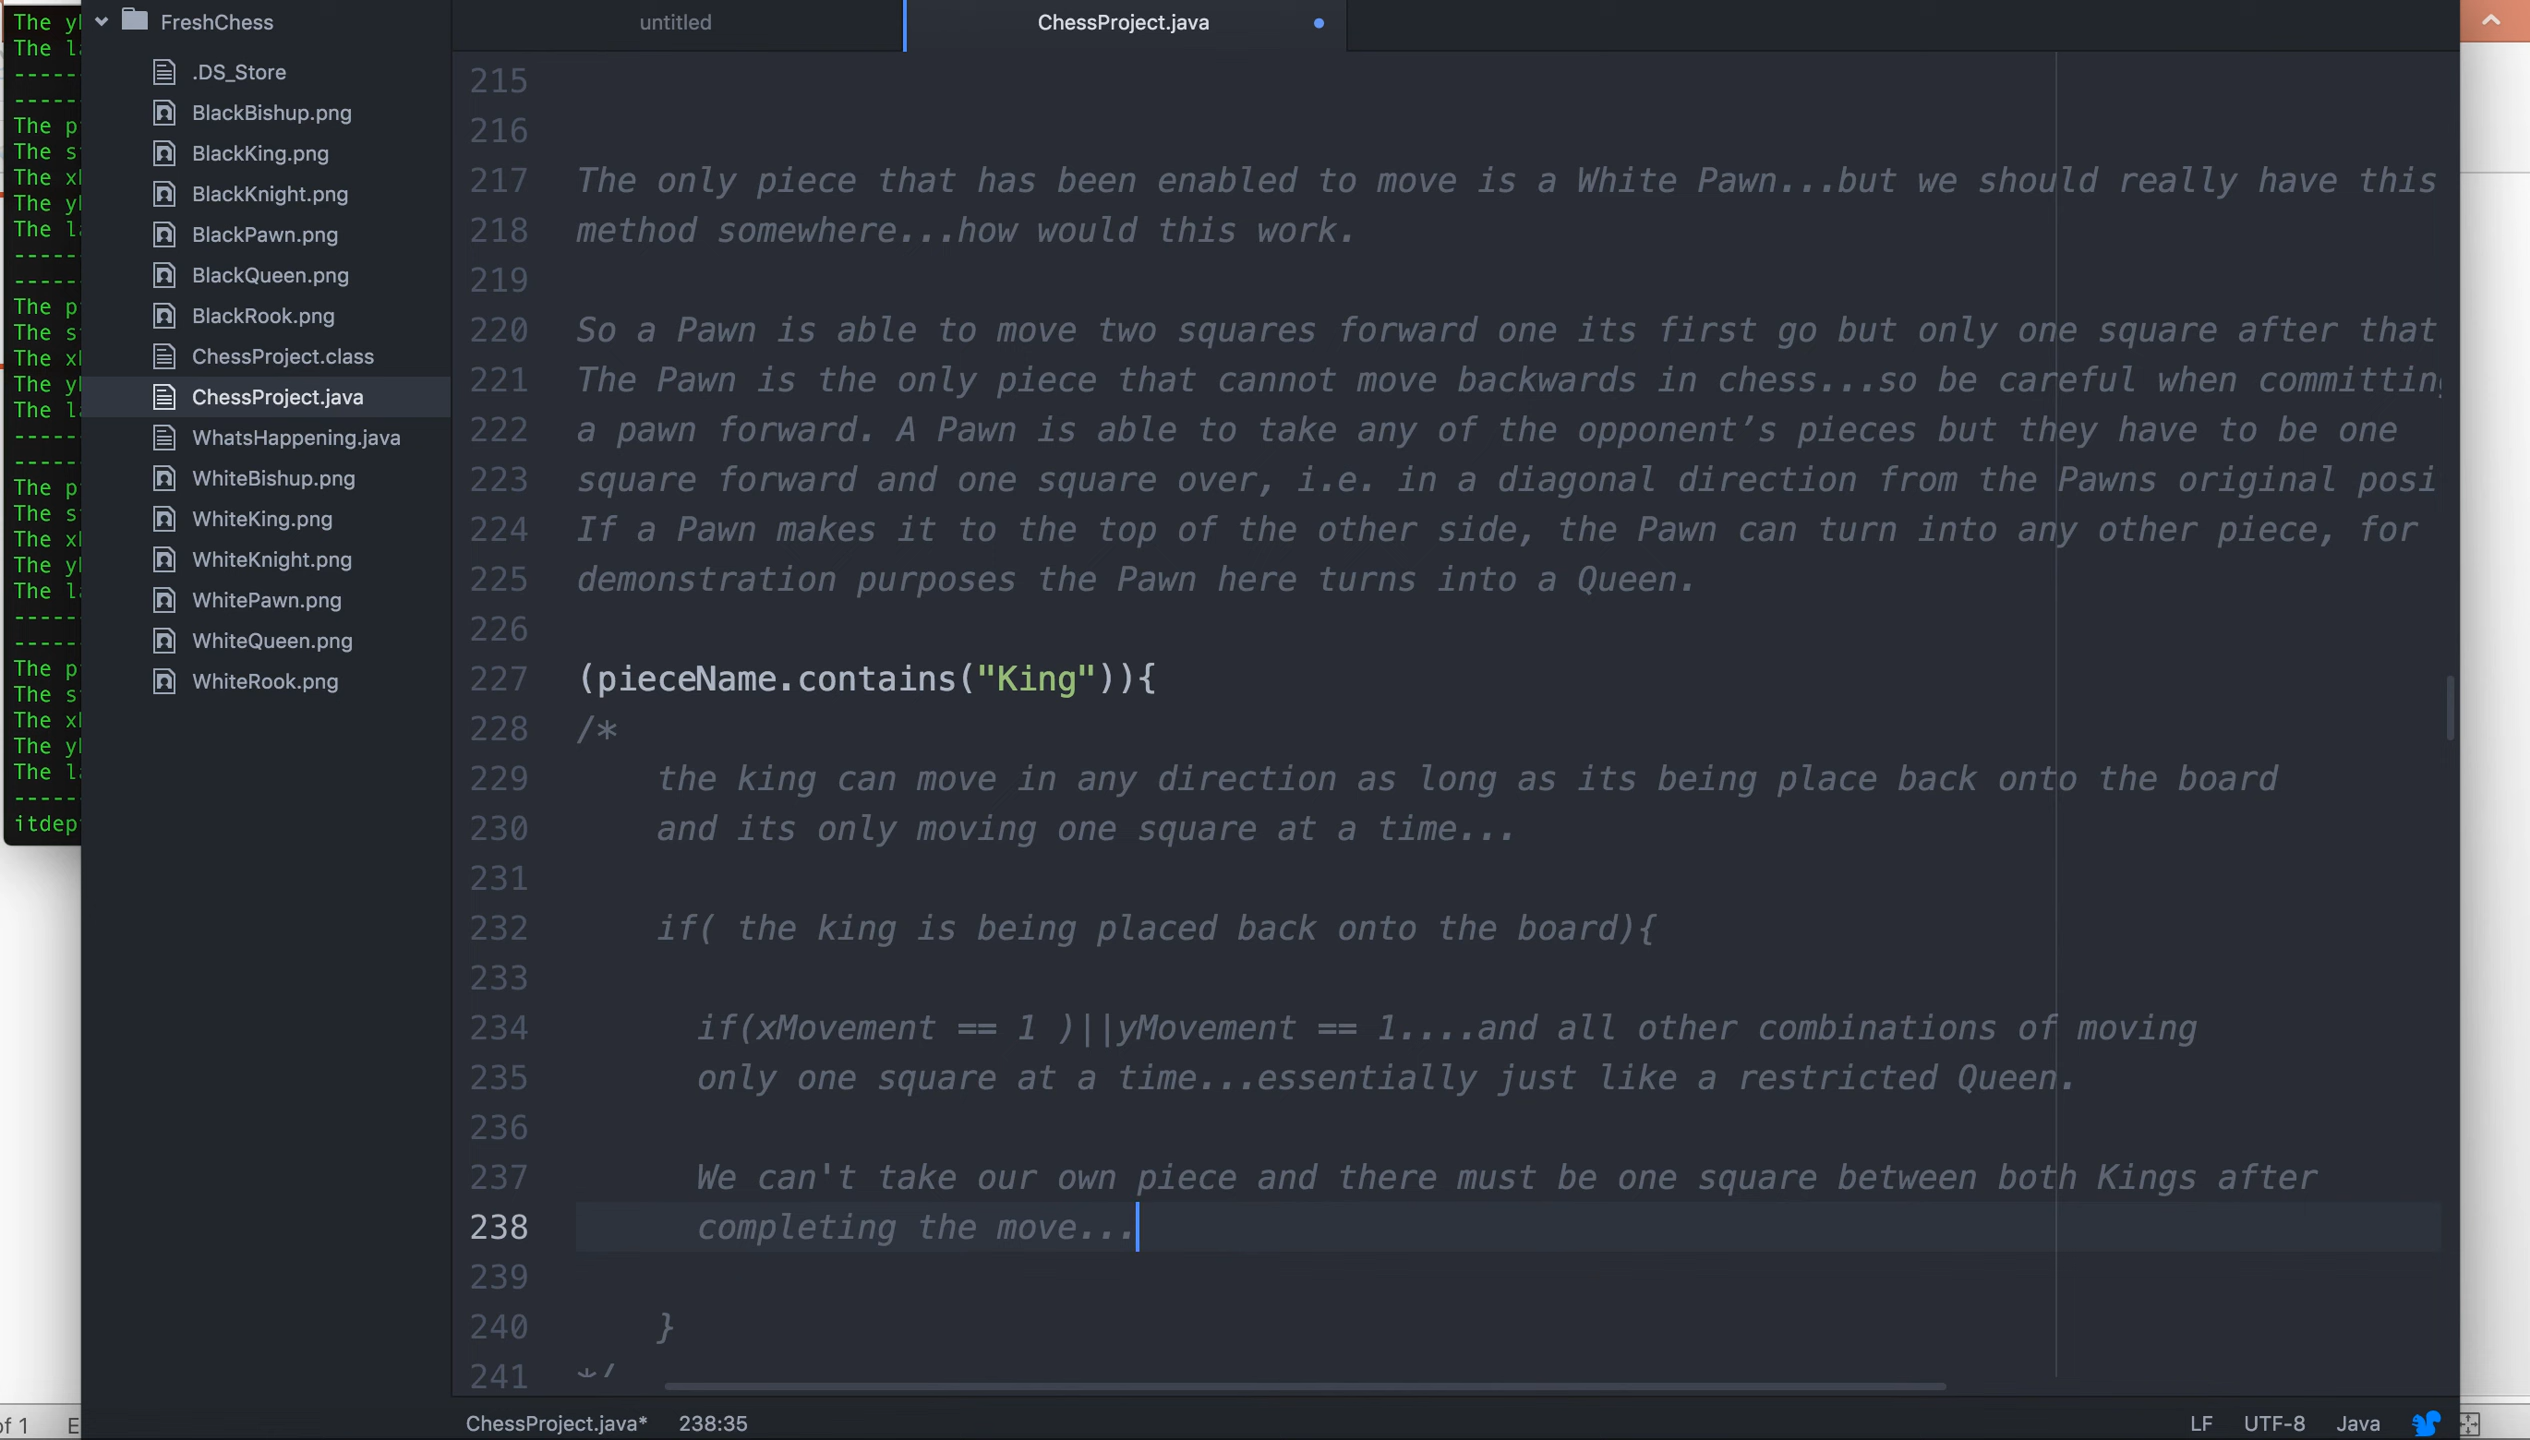 FreshChess
.DS_Store
BlackBishup.png
BlackKing.png
BlackKnight.png
BlackPawn.png
BlackQueen.png
BlackRook.png
ChessProject.class
ChessProject.java
WhatsHappening.java
WhiteBishup.png
WhiteKing.png
WhiteKnight.png
WhitePawn.png
WhiteQueen.png
WhiteRook.png
untitled
ChessProject.java
215
216
217 The only piece that has been enabled to move is a White Pawn...but we should really have this
218 method somewhere...how would this work.
219
220 So a Pawn is able to move two squares forward one its first go but only one square after that
221 The Pawn is the only piece that cannot move backwards in chess...so be careful when
222 a pawn forward. A Pawn is able to take any of the opponent’s pieces but they have to be one
223 square forward and one square over, i.e. in a diagonal direction from the Pawns original
224 If a Pawn makes it to the top of the other side, the Pawn can turn into any other piece, for
225 demonstration purposes the Pawn here turns into a Queen.
226
227 (pieceName.contains("King")){
228 /*
229 the king can move in any direction as long as its being place back onto the board
230 and its only moving one square at a time...
231
232 if( the king is being placed back onto the board){
233
234 if(xMovement == 1 )||yMovement == 1....and all other combinations of moving
235 only one square at a time...essentially just like a restricted Queen.
236
237 We can't take our own piece and there must be one square between both Kings after
238 completing the move...
239
240 }
241 */
ChessProject.java* 238:35
LF UTF-8 Java